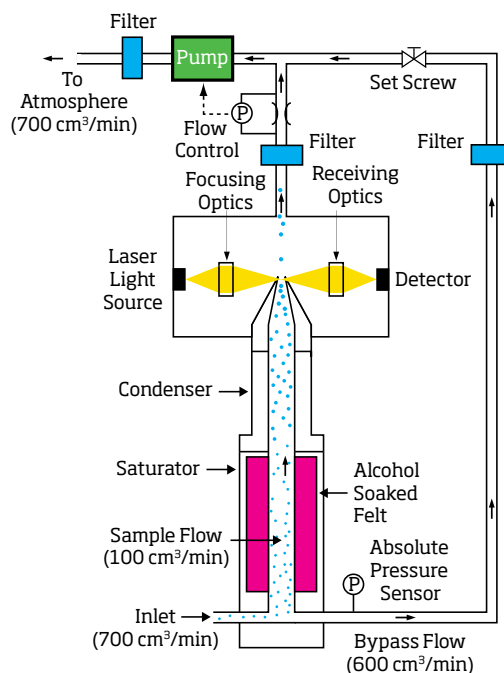 Filter
Pump
To
Atmosphere
(700 cm³/min)
P
Flow
Control
Set Screw
Filter
Filter
Focusing
Optics
Receiving
Optics
Laser
Light
Source
Detector
Condenser
Saturator
Alcohol
Soaked
Felt
Sample Flow
(100 cm³/min)
Absolute
Pressure
Sensor
P
Inlet
(700 cm³/min)
Bypass Flow
(600 cm³/min)